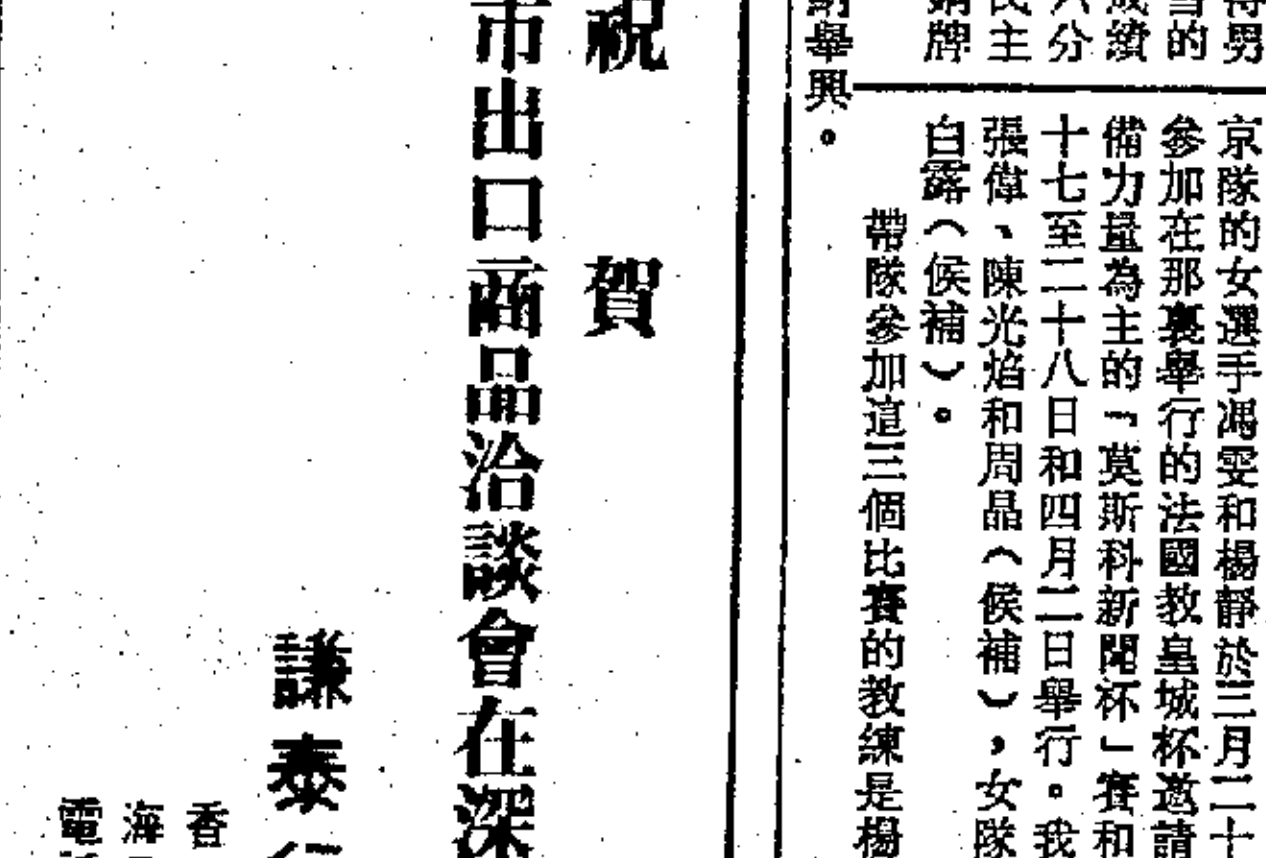 得男
雪的
成績
六分
民主
銅牌
納舉興。
京隊的女選手馮雯和楊靜於三月二十
參加在那裏舉行的法國教皇城杯邀請
備力量為主的「莫斯科新聞杯」賽和
十七至二十八日和四月二日舉行。我
張偉、陳光焰和周晶（候補），女隊
白露（候補）。
帶隊參加這三個比賽的教練是楊
祝賀
市出口商品洽談會在深
謙泰行
香
海
電話